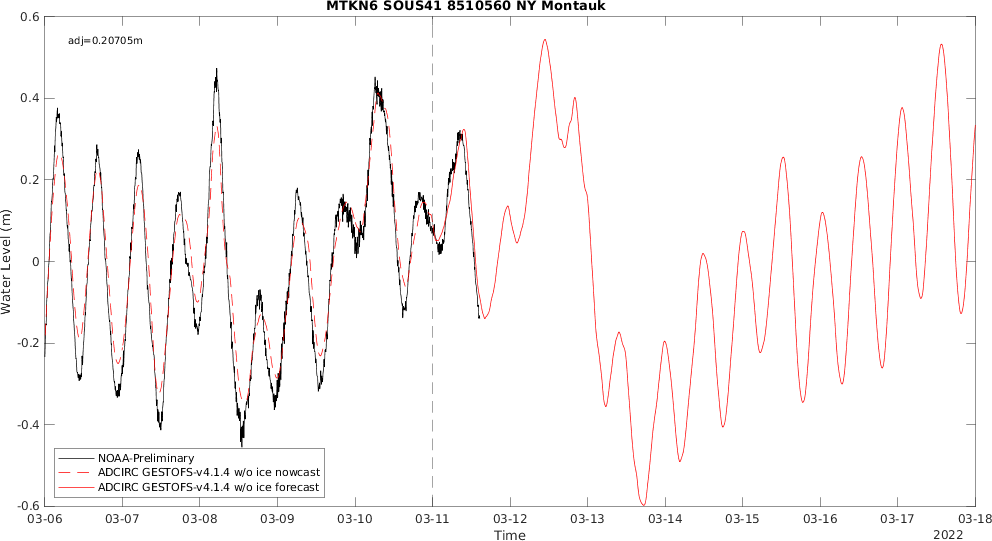 MTKN6 SOUS41 8510560 NY Montauk
adj=0.20705m
0.6
0.4
0.2
0
-0.2
-0.4
-0.6
Water Level (m)
NOAA-Preliminary
ADCIRC GESTOFS-v4.1.4 w/o ice nowcast
ADCIRC GESTOFS-v4.1.4 w/o ice forecast
03-06 03-07 03-08 03-09 03-10 03-11 03-12 03-13 03-14 03-15 03-16 03-17 03-18
Time
2022